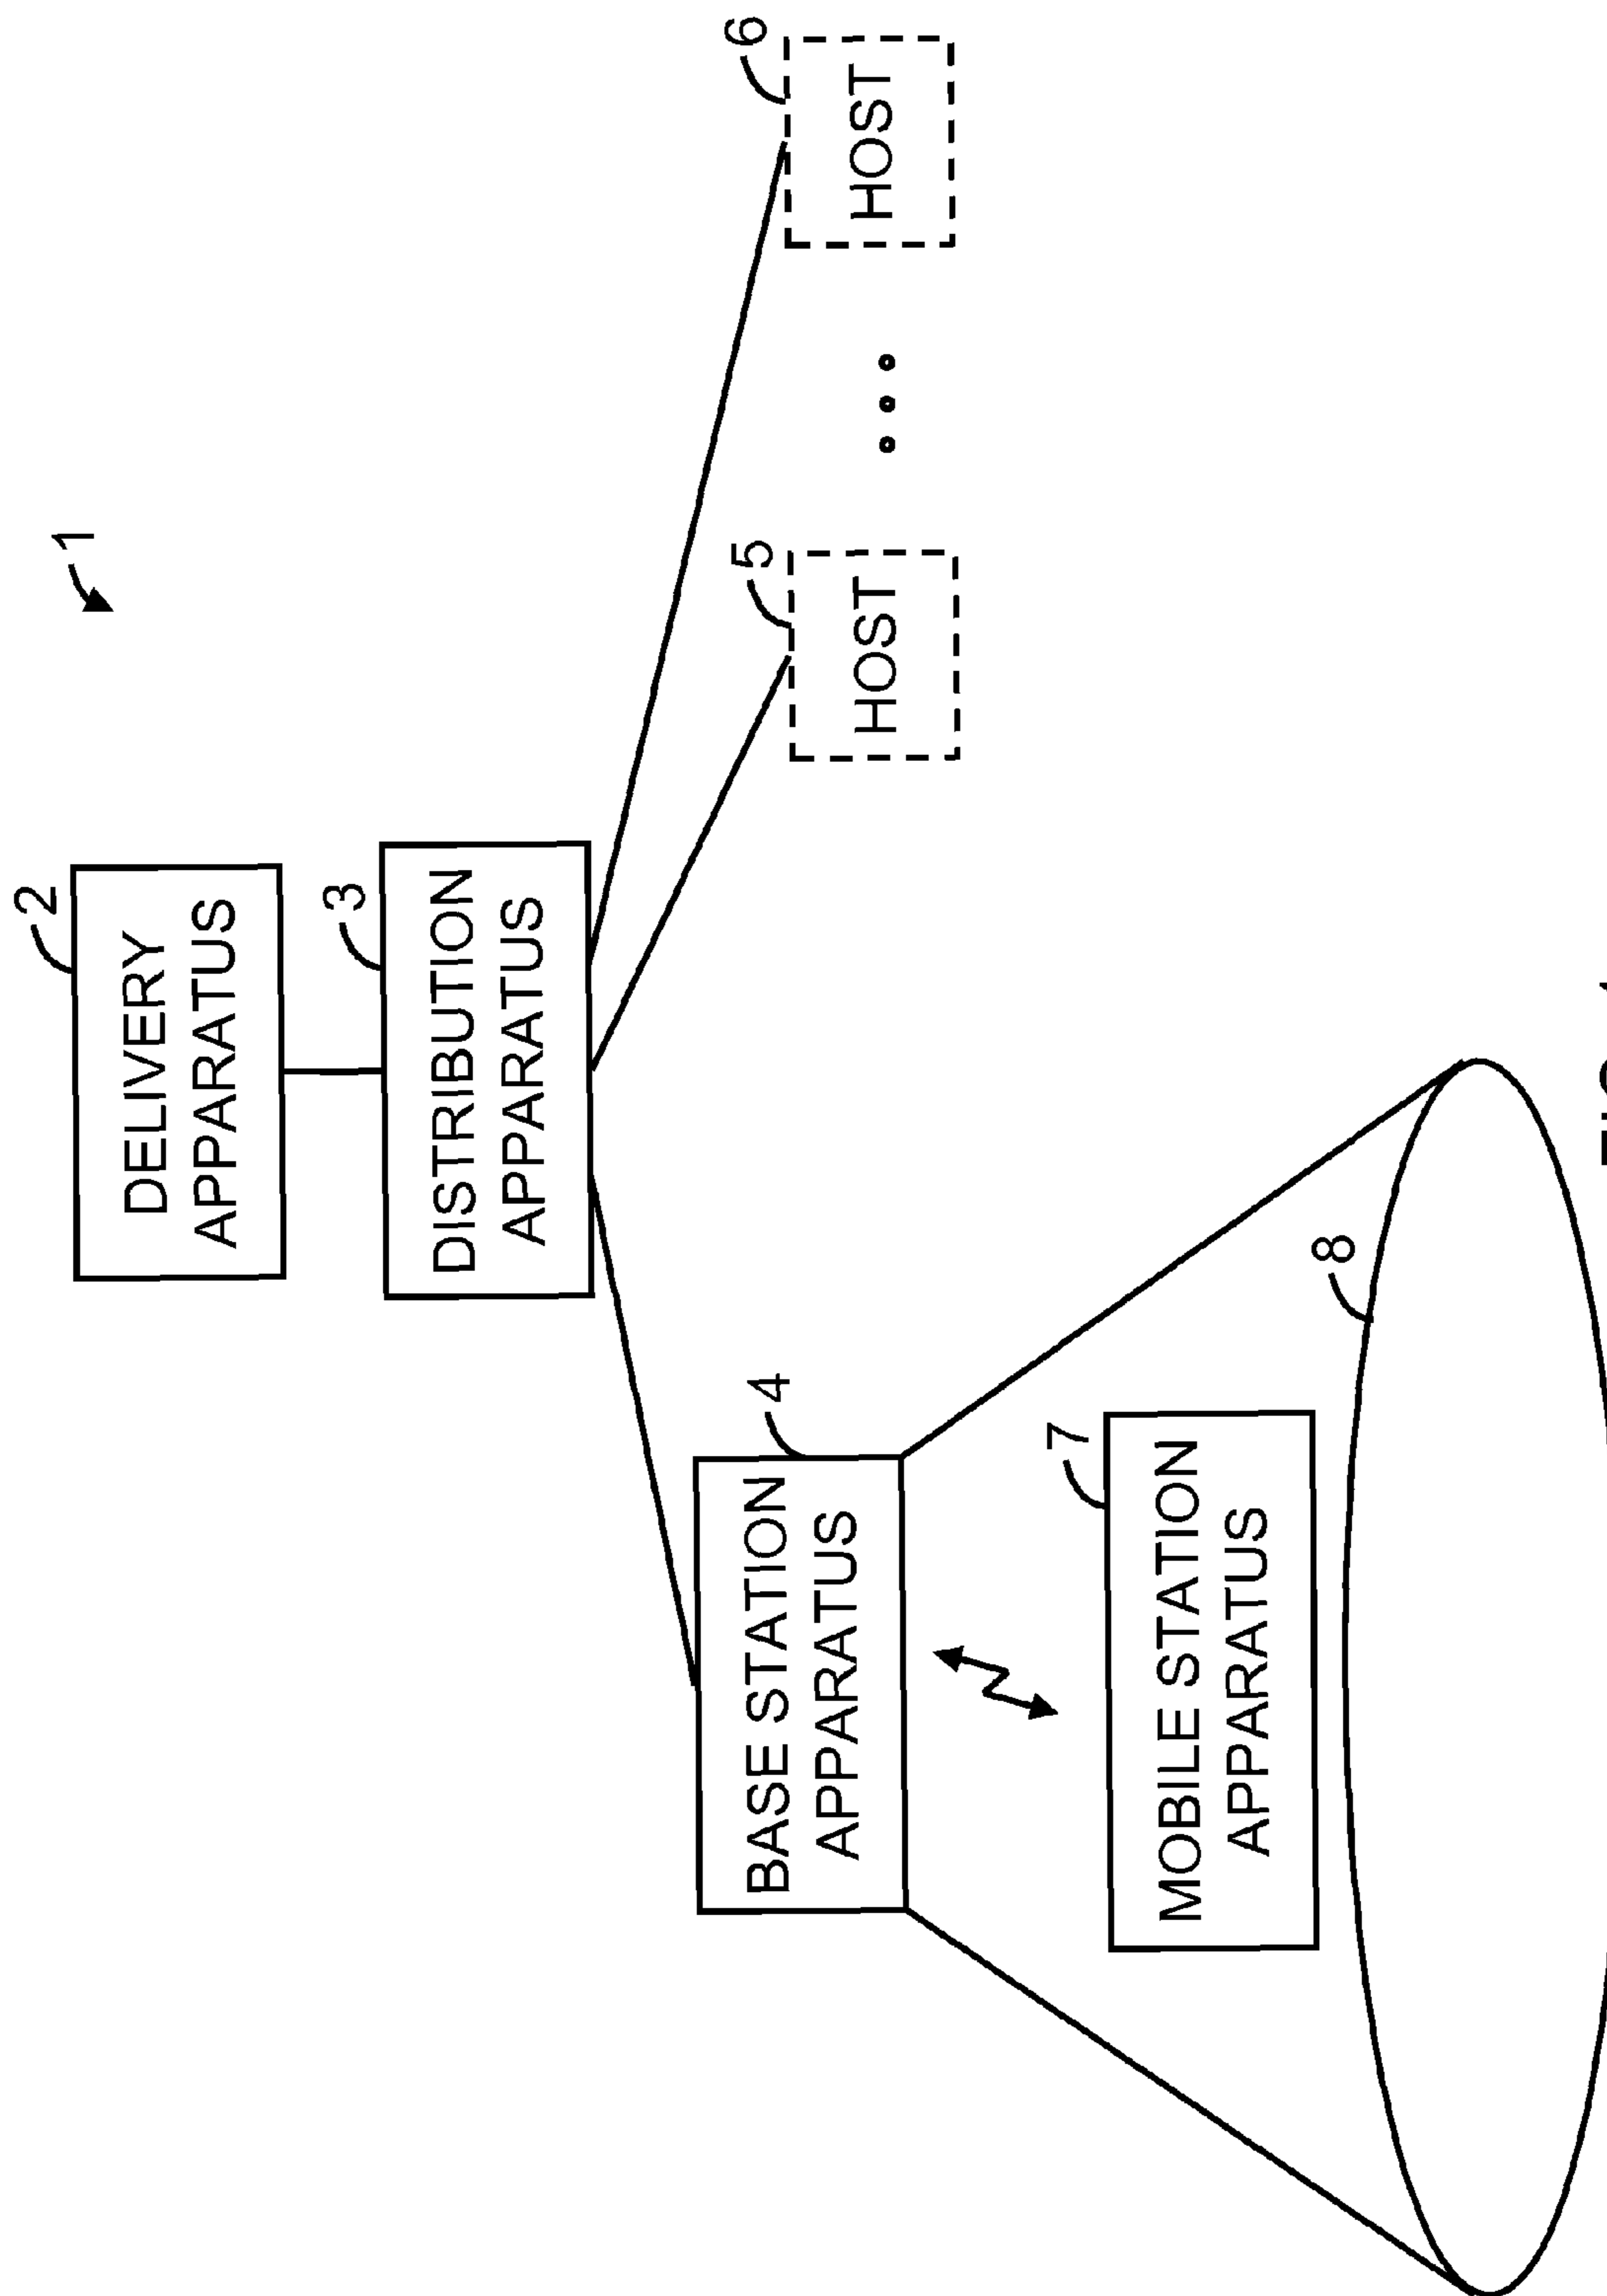 1
2
DELIVERY
APPARATUS
3
DISTRIBUTION
APPARATUS
4
BASE STATION
APPARATUS
5
HOST
6
HOST
7
MOBILE STATION
APPARATUS
8